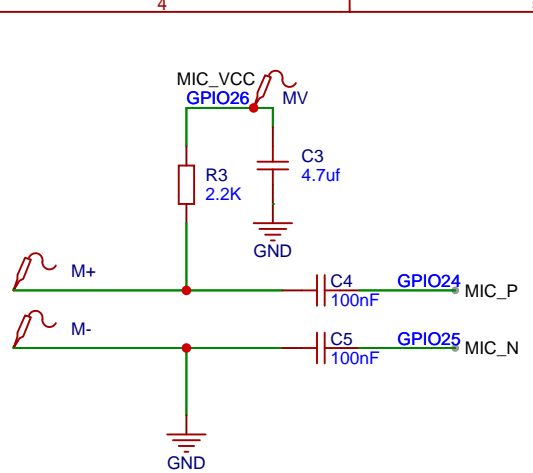 4
MIC_VCC
GPIO26
MV
C3
4.7uf
R3
2.2K
GND
M+
C4
100nF
GPIO24
MIC_P
M-
C5
100nF
GPIO25
MIC_N
GND